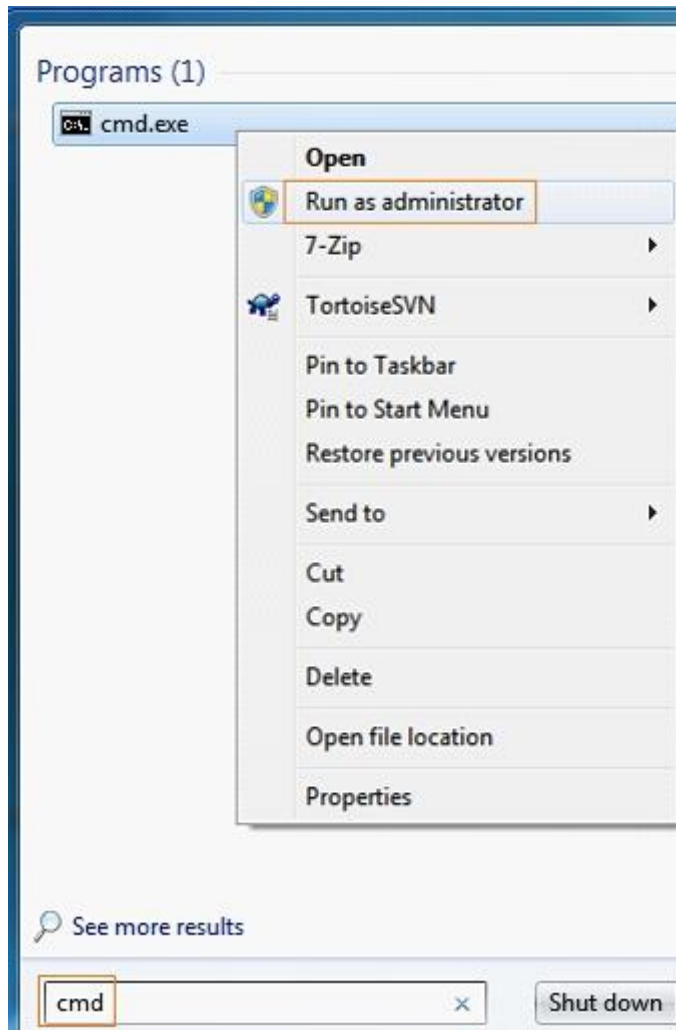 Programs (1)
cmd.exe
Open
Run as administrator
7-Zip
TortoiseSVN
Pin to Taskbar
Pin to Start Menu
Restore previous versions
Send to
Cut
Copy
Delete
Open file location
Properties
See more results
cmd
Shut down